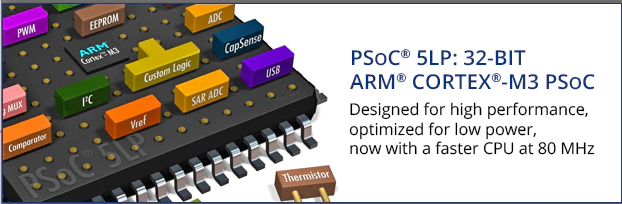 PWM
EEPROM
ADC
ARM
Cortex™-M3
CapSense
Custom Logic
USB
g MUX
I²C
SAR ADC
Vref
Comparator
PSoC® 5LP
Thermistor
PSoC® 5LP: 32-BIT
ARM® CORTEX®-M3 PSoC
Designed for high performance,
optimized for low power,
now with a faster CPU at 80 MHz